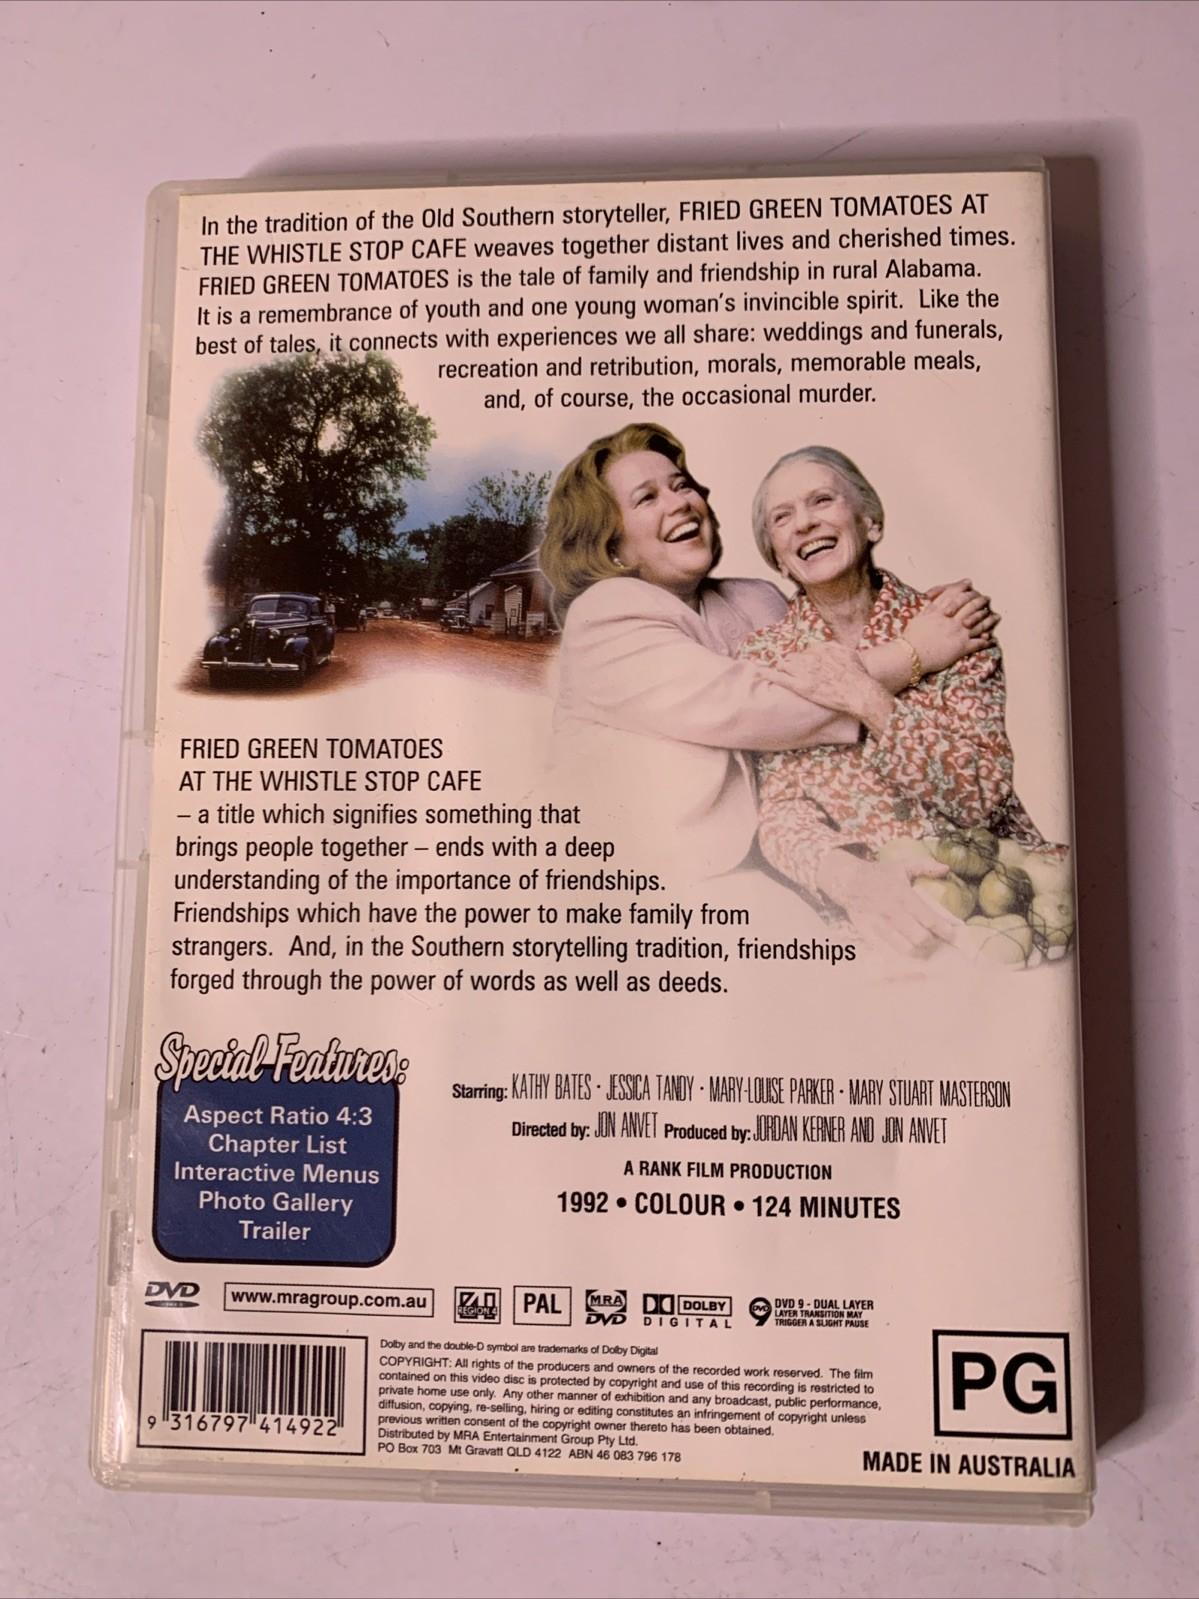 In the tradition of the Old Southern storyteller, FRIED GREEN TOMATOES AT
THE WHISTLE STOP CAFE weaves together distant lives and cherished times.
FRIED GREEN TOMATOES is the tale of family and friendship in rural Alabama.
It is a remembrance of youth and one young woman's invincible spirit. Like the
best of tales, it connects with experiences we all share: weddings and funerals,
recreation and retribution, morals, memorable meals,
and, of course, the occasional murder.
FRIED GREEN TOMATOES
AT THE WHISTLE STOP CAFE
– a title which signifies something that
brings people together – ends with a deep
understanding of the importance of friendships.
Friendships which have the power to make family from
strangers. And, in the Southern storytelling tradition, friendships
forged through the power of words as well as deeds.
Special Features:
Aspect Ratio 4:3
Chapter List
Interactive Menus
Photo Gallery
Trailer
Starring: KATHY BATES · JESSICA TANDY · MARY-LOUISE PARKER · MARY STUART MASTERSON
Directed by: JON ANVET Produced by: JORDAN KERNER AND JON ANVET
A RANK FILM PRODUCTION
1992 • COLOUR • 124 MINUTES
DVD
www.mragroup.com.au
REGION 4
PAL
MRA
DVD
DOLBY
DIGITAL
DVD
DVD 9 - DUAL LAYER
LAYER TRANSITION MAY
TRIGGER A SLIGHT PAUSE
9 316797 414922
Dolby and the double-D symbol are trademarks of Dolby Digital
COPYRIGHT: All rights of the producers and owners of the recorded work reserved. The film
contained on this video disc is protected by copyright and use of this recording is restricted to
private home use only. Any other manner of exhibition and any broadcast, public performance,
diffusion, copying, re-selling, hiring or editing constitutes an infringement of copyright unless
previous written consent of the copyright owner thereto has been obtained.
Distributed by MRA Entertainment Group Pty Ltd.
PO Box 703 Mt Gravatt QLD 4122 ABN 46 083 796 178
PG
MADE IN AUSTRALIA